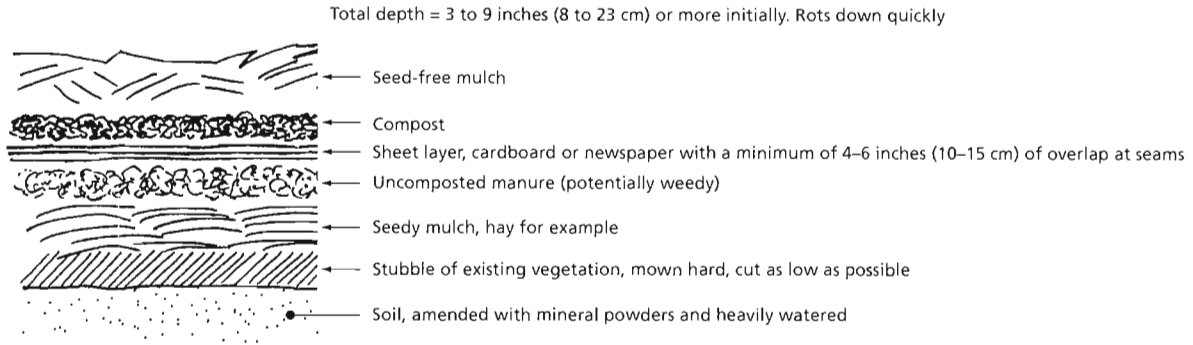 Total depth = 3 to 9 inches (8 to 23 cm) or more initially. Rots down quickly
Seed-free mulch
Compost
Sheet layer, cardboard or newspaper with a minimum of 4–6 inches (10–15 cm) of overlap at seams
Uncomposted manure (potentially weedy)
Seedy mulch, hay for example
Stubble of existing vegetation, mown hard, cut as low as possible
Soil, amended with mineral powders and heavily watered